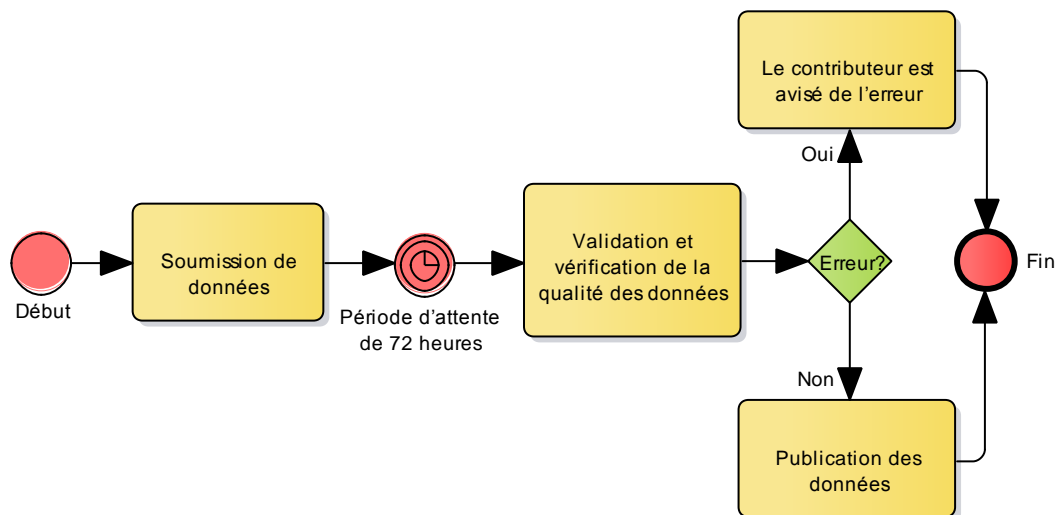 Début
Soumission de
données
Période d'attente
de 72 heures
Validation et
vérification de la
qualité des données
Erreur?
Oui
Le contributeur est
avisé de l'erreur
Non
Publication des
données
Fin